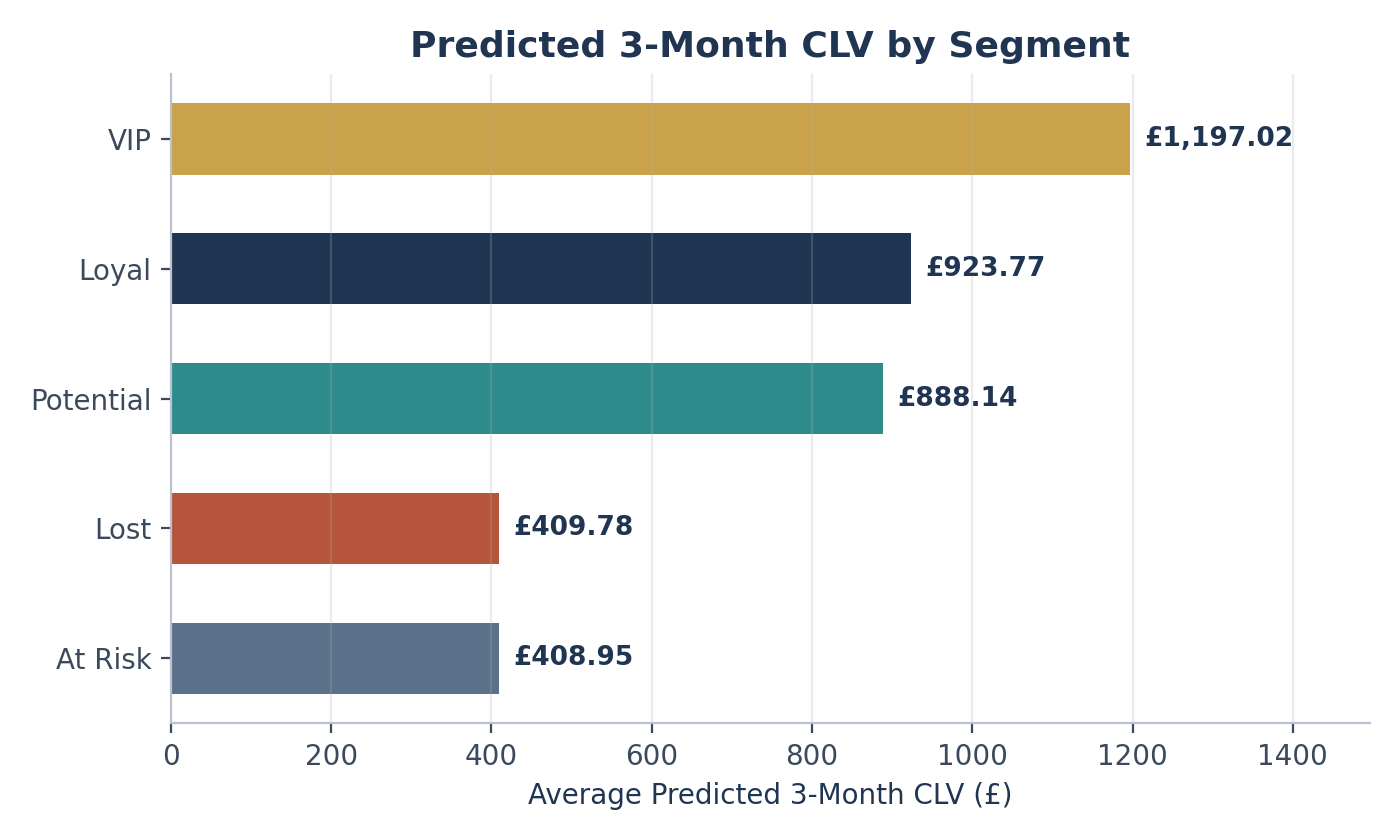 Predicted 3-Month CLV by Segment
VIP £1,197.02
Loyal £923.77
Potential £888.14
Lost £409.78
At Risk £408.95
0 200 400 600 800 1000 1200 1400
Average Predicted 3-Month CLV (£)